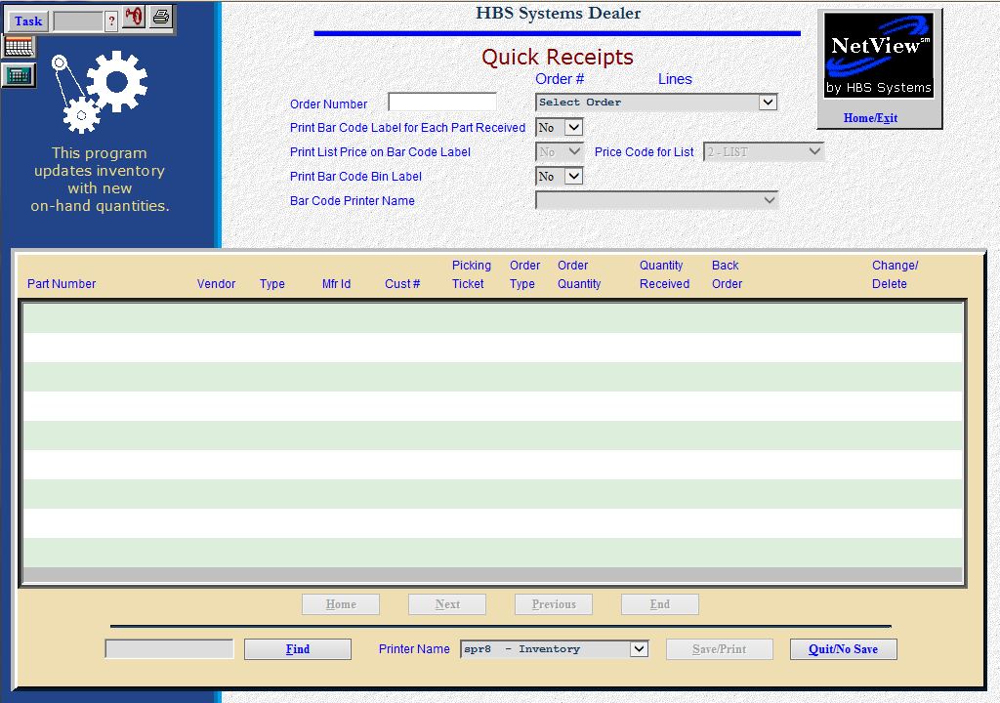 Task ?
HBS Systems Dealer
Quick Receipts
NetView sm
by HBS Systems
Home/Exit
This program
updates inventory
with new
on-hand quantities.
Order # Lines
Order Number Select Order
Print Bar Code Label for Each Part Received No
Print List Price on Bar Code Label No Price Code for List 2 - LIST
Print Bar Code Bin Label No
Bar Code Printer Name
Picking Order Order Quantity Back Change/
Part Number Vendor Type Mfr Id Cust # Ticket Type Quantity Received Order Delete
Home Next Previous End
Find Printer Name spr8 - Inventory Save/Print Quit/No Save